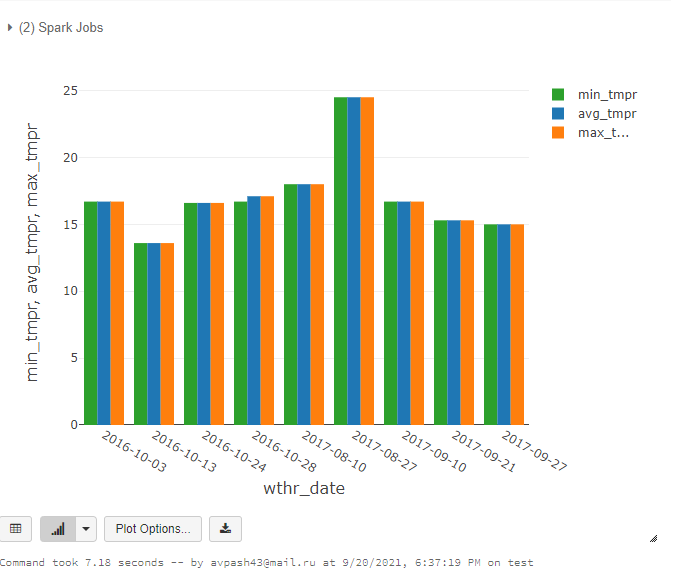 (2) Spark Jobs
25
20
15
10
5
0
min_tmpr, avg_tmpr, max_tmpr
min_tmpr
avg_tmpr
max_t...
2016-10-03
2016-10-13
2016-10-24
2016-10-28
2017-08-10
2017-08-27
2017-09-10
2017-09-21
2017-09-27
wthr_date
Plot Options...
Command took 7.18 seconds -- by avpash43@mail.ru at 9/20/2021, 6:37:19 PM on test